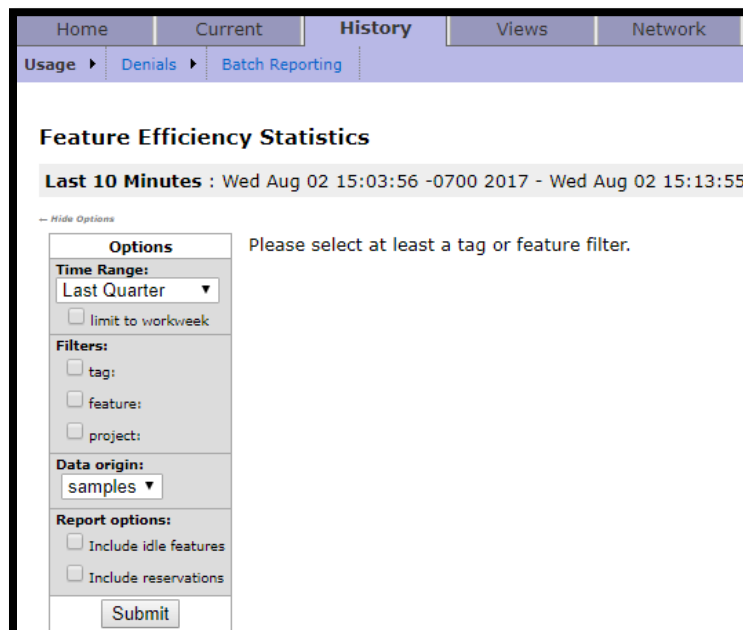 Home Current History Views Network
Usage Denials Batch Reporting
Feature Efficiency Statistics
Last 10 Minutes : Wed Aug 02 15:03:56 -0700 2017 - Wed Aug 02 15:13:55
← Hide Options
Options
Please select at least a tag or feature filter.
Time Range:
Last Quarter
limit to workweek
Filters:
tag:
feature:
project:
Data origin:
samples
Report options:
Include idle features
Include reservations
Submit